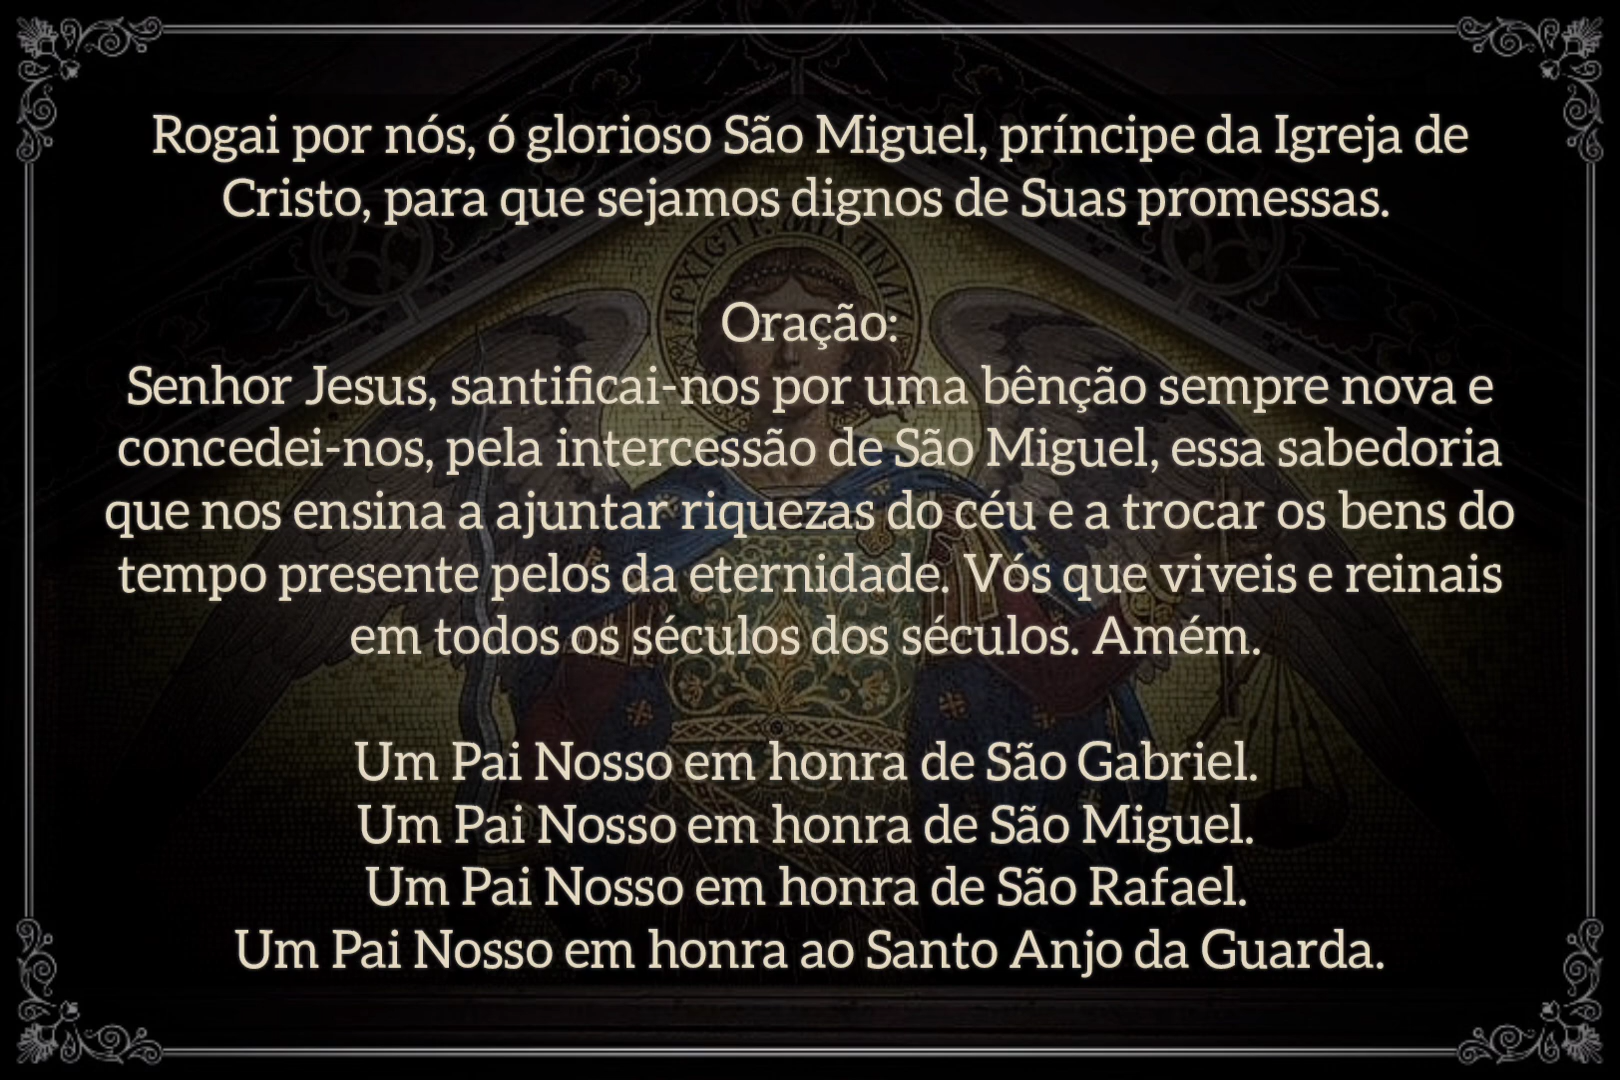 Rogai por nós, ó glorioso São Miguel, príncipe da Igreja de
Cristo, para que sejamos dignos de Suas promessas.
Oração:
Senhor Jesus, santificai-nos por uma bênção sempre nova e
concedei-nos, pela intercessão de São Miguel, essa sabedoria
que nos ensina a ajuntar riquezas do céu e a trocar os bens do
tempo presente pelos da eternidade. Vós que viveis e reinais
em todos os séculos dos séculos. Amém.
Um Pai Nosso em honra de São Gabriel.
Um Pai Nosso em honra de São Miguel.
Um Pai Nosso em honra de São Rafael.
Um Pai Nosso em honra ao Santo Anjo da Guarda.